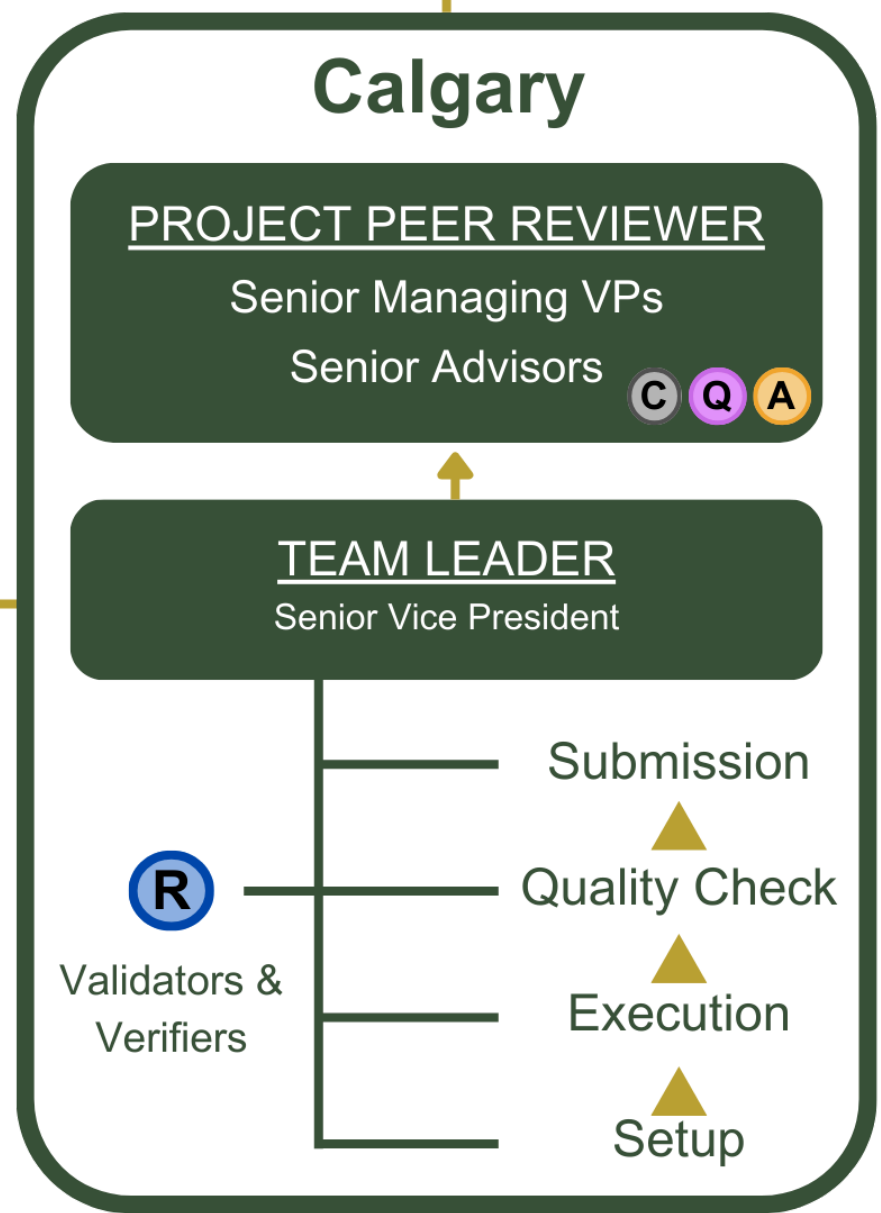 Calgary
PROJECT PEER REVIEWER
Senior Managing VPs
Senior Advisors
C Q A
TEAM LEADER
Senior Vice President
Submission
R
Quality Check
Validators &
Verifiers
Execution
Setup